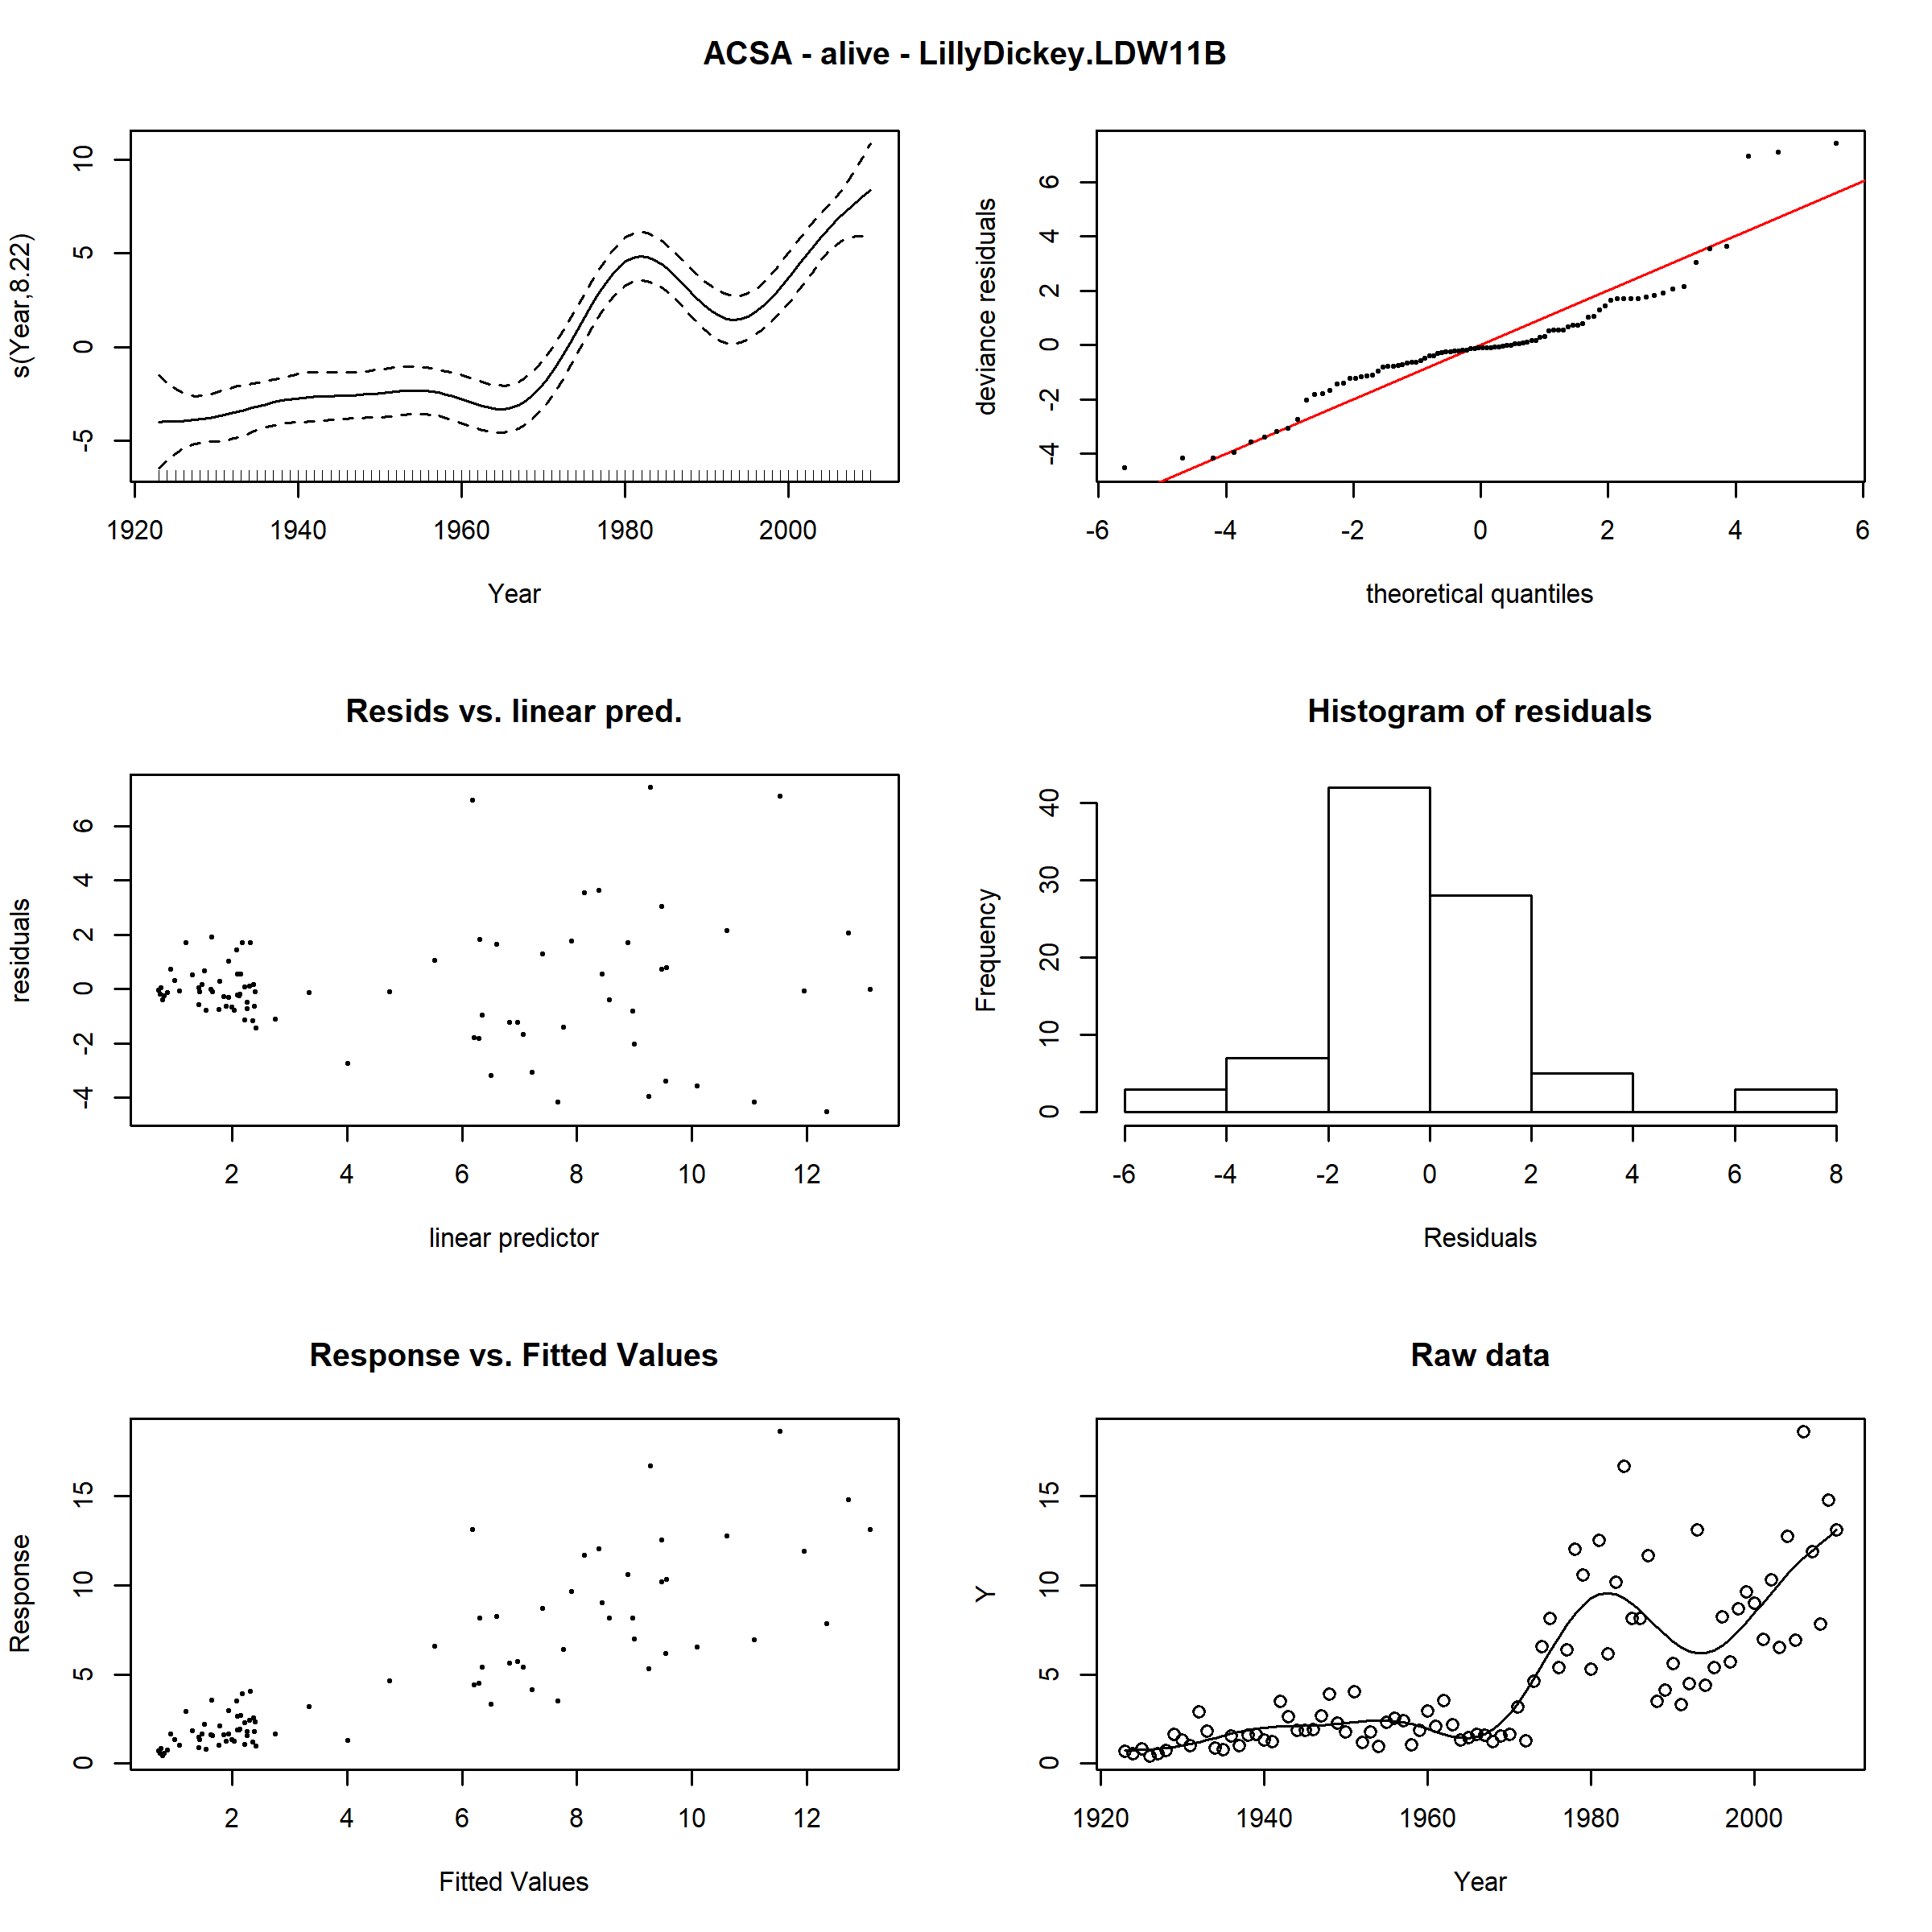 ACSA - alive - LillyDickey.LDW11B
s(Year,8.22)
10
5
0
-5
1920 1940 1960 1980 2000
Year
deviance residuals
6
4
2
0
-2
-4
-6 -4 -2 0 2 4 6
theoretical quantiles
Resids vs. linear pred.
residuals
6
4
2
0
-2
-4
2 4 6 8 10 12
linear predictor
Histogram of residuals
Frequency
40
30
20
10
0
-6 -4 -2 0 2 4 6 8
Residuals
Response vs. Fitted Values
Response
15
10
5
0
2 4 6 8 10 12
Fitted Values
Raw data
Y
15
10
5
0
1920 1940 1960 1980 2000
Year